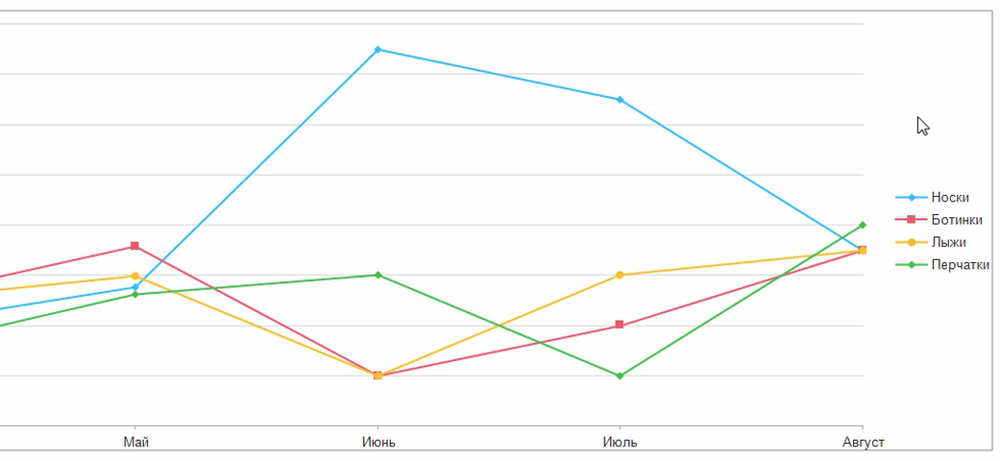 Носки
Ботинки
Лыжи
Перчатки
Май Июнь Июль Август